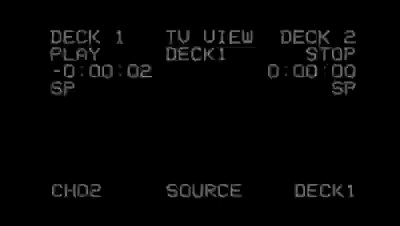 DECK 1 TV VIEW DECK 2
PLAY DECK1 STOP
-0:00:02 0:00:00
SP SP
CH02 SOURCE DECK1